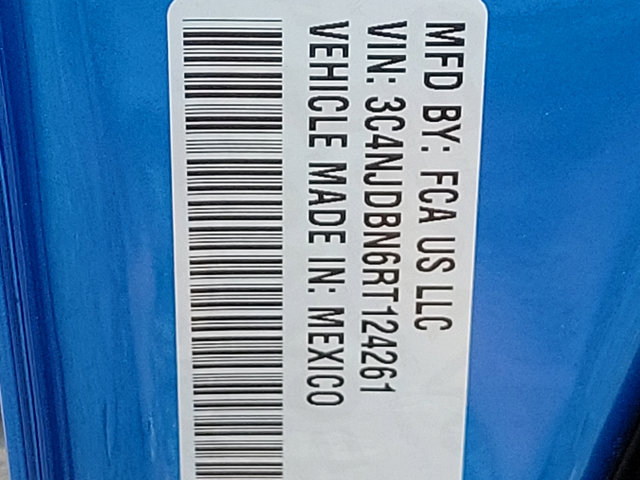 MFD BY: FCA US LLC
VIN: 3C4NJDBN6RT124261
VEHICLE MADE IN: MEXICO